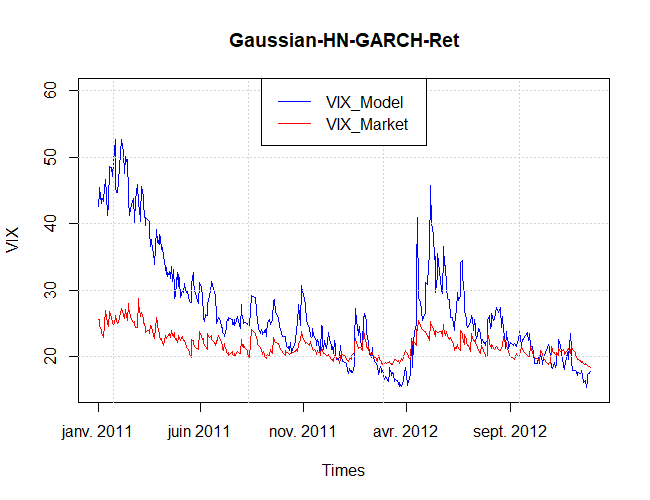 Gaussian-HN-GARCH-Ret
VIX_Model
VIX_Market
VIX
60
50
40
30
20
janv. 2011 juin 2011 nov. 2011 avr. 2012 sept. 2012
Times